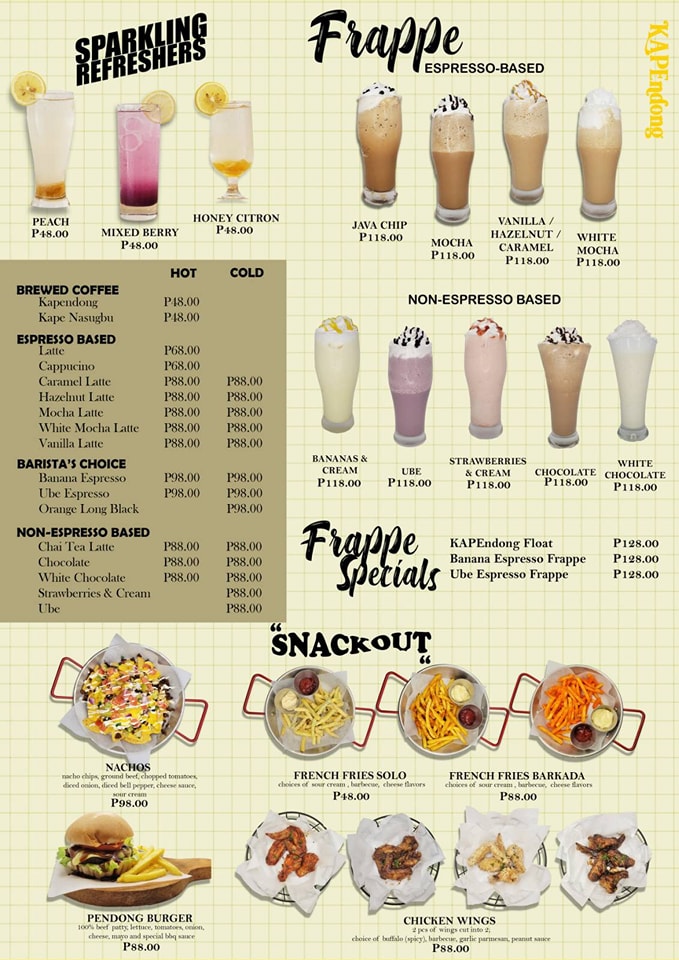 SPARKLING
REFRESHERS
PEACH
P48.00
MIXED BERRY
P48.00
HONEY CITRON
P48.00
Frappe
ESPRESSO-BASED
KAPEndong
JAVA CHIP
P118.00
MOCHA
P118.00
VANILLA /
HAZELNUT /
CARAMEL
P118.00
WHITE
MOCHA
P118.00
HOT COLD
BREWED COFFEE
Kapendong P48.00
Kape Nasugbu P48.00
ESPRESSO BASED
Latte P68.00
Cappucino P68.00
Caramel Latte P88.00 P88.00
Hazelnut Latte P88.00 P88.00
Mocha Latte P88.00 P88.00
White Mocha Latte P88.00 P88.00
Vanilla Latte P88.00 P88.00
BARISTA'S CHOICE
Banana Espresso P98.00 P98.00
Ube Espresso P98.00 P98.00
Orange Long Black P98.00
NON-ESPRESSO BASED
Chai Tea Latte P88.00 P88.00
Chocolate P88.00 P88.00
White Chocolate P88.00 P88.00
Strawberries & Cream P88.00
Ube P88.00
NON-ESPRESSO BASED
BANANAS &
CREAM
P118.00
UBE
P118.00
STRAWBERRIES
& CREAM
P118.00
CHOCOLATE
P118.00
WHITE
CHOCOLATE
P118.00
Frappe
Specials
KAPEndong Float P128.00
Banana Espresso Frappe P128.00
Ube Espresso Frappe P128.00
"SNACKOUT"
NACHOS
nacho chips, ground beef, chopped tomatoes,
diced onion, diced bell pepper, cheese sauce,
sour cream
P98.00
FRENCH FRIES SOLO
choices of sour cream , barbecue, cheese flavors
P48.00
FRENCH FRIES BARKADA
choices of sour cream , barbecue, cheese flavors
P88.00
PENDONG BURGER
100% beef patty, lettuce, tomatoes, onion,
cheese, mayo and special bbq sauce
P88.00
CHICKEN WINGS
2 pcs of wings cut into 2;
choice of buffalo (spicy), barbecue, garlic parmesan, peanut sauce
P88.00